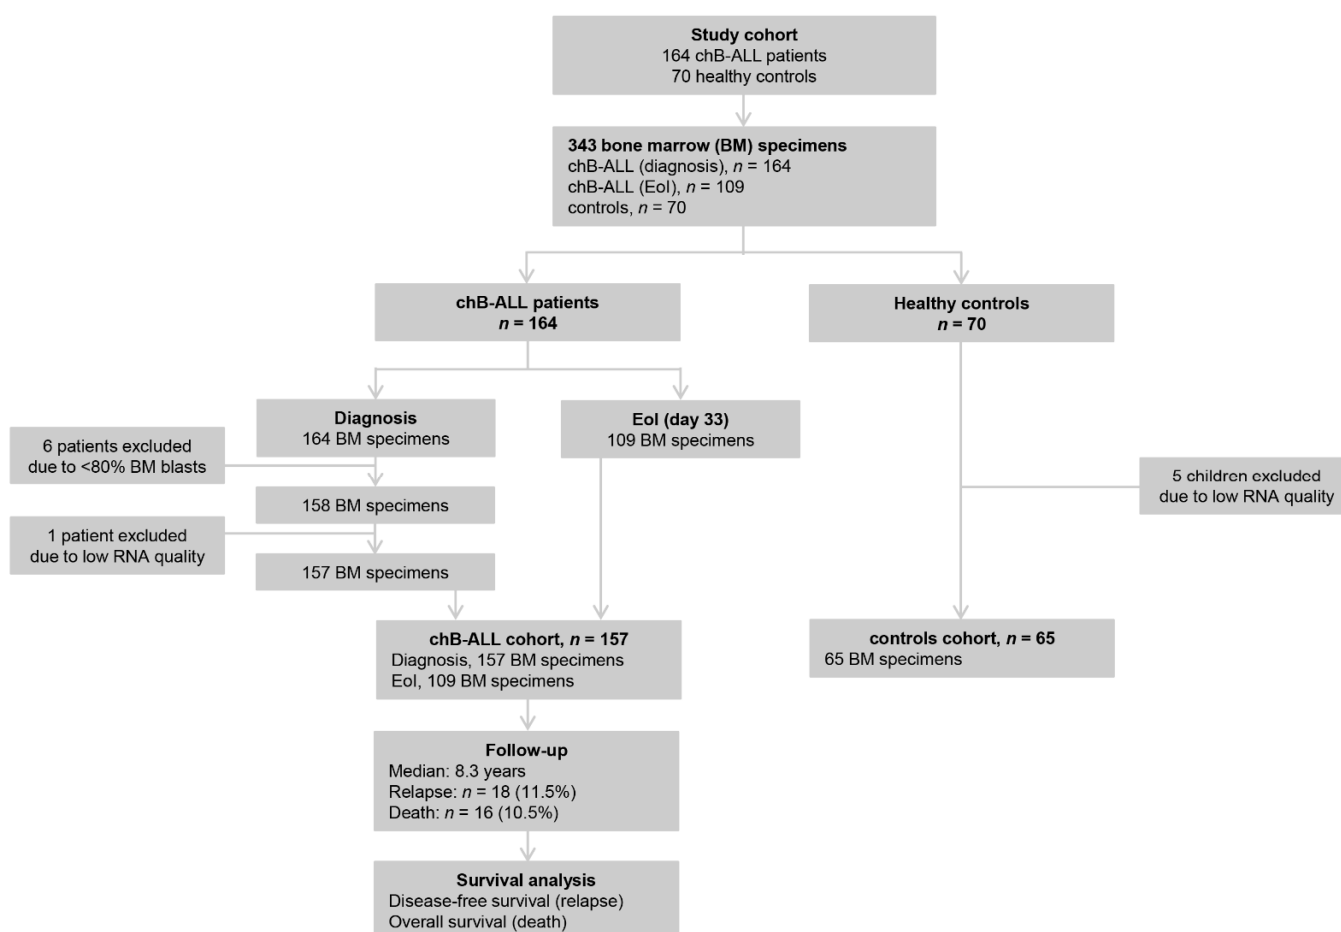 Study cohort
164 chB-ALL patients
70 healthy controls
343 bone marrow (BM) specimens
chB-ALL (diagnosis), n = 164
chB-ALL (EoI), n = 109
controls, n = 70
chB-ALL patients
n = 164
Healthy controls
n = 70
Diagnosis
164 BM specimens
EoI (day 33)
109 BM specimens
6 patients excluded
due to <80% BM blasts
5 children excluded
due to low RNA quality
158 BM specimens
1 patient excluded
due to low RNA quality
157 BM specimens
chB-ALL cohort, n = 157
Diagnosis, 157 BM specimens
EoI, 109 BM specimens
controls cohort, n = 65
65 BM specimens
Follow-up
Median: 8.3 years
Relapse: n = 18 (11.5%)
Death: n = 16 (10.5%)
Survival analysis
Disease-free survival (relapse)
Overall survival (death)